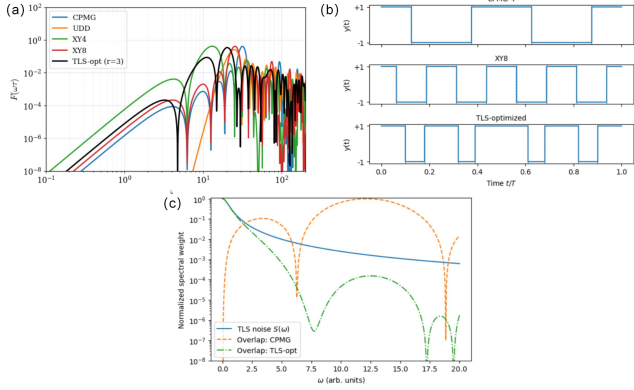 (a)
10⁰
10⁻²
10⁻⁴
10⁻⁶
10⁻⁸
F(ωτ)
CPMG
UDD
XY4
XY8
TLS-opt (r=3)
10⁻¹
10⁰
10¹
10²
(b)
+1
-1
y(t)
XY8
+1
-1
y(t)
TLS-optimized
+1
-1
y(t)
0.0 0.2 0.4 0.6 0.8 1.0
Time t/T
(c)
10⁰
10⁻¹
10⁻²
10⁻³
10⁻⁴
10⁻⁵
10⁻⁶
10⁻⁷
10⁻⁸
Normalized spectral weight
TLS noise S(ω)
Overlap: CPMG
Overlap: TLS-opt
0.0 2.5 5.0 7.5 10.0 12.5 15.0 17.5 20.0
ω (arb. units)